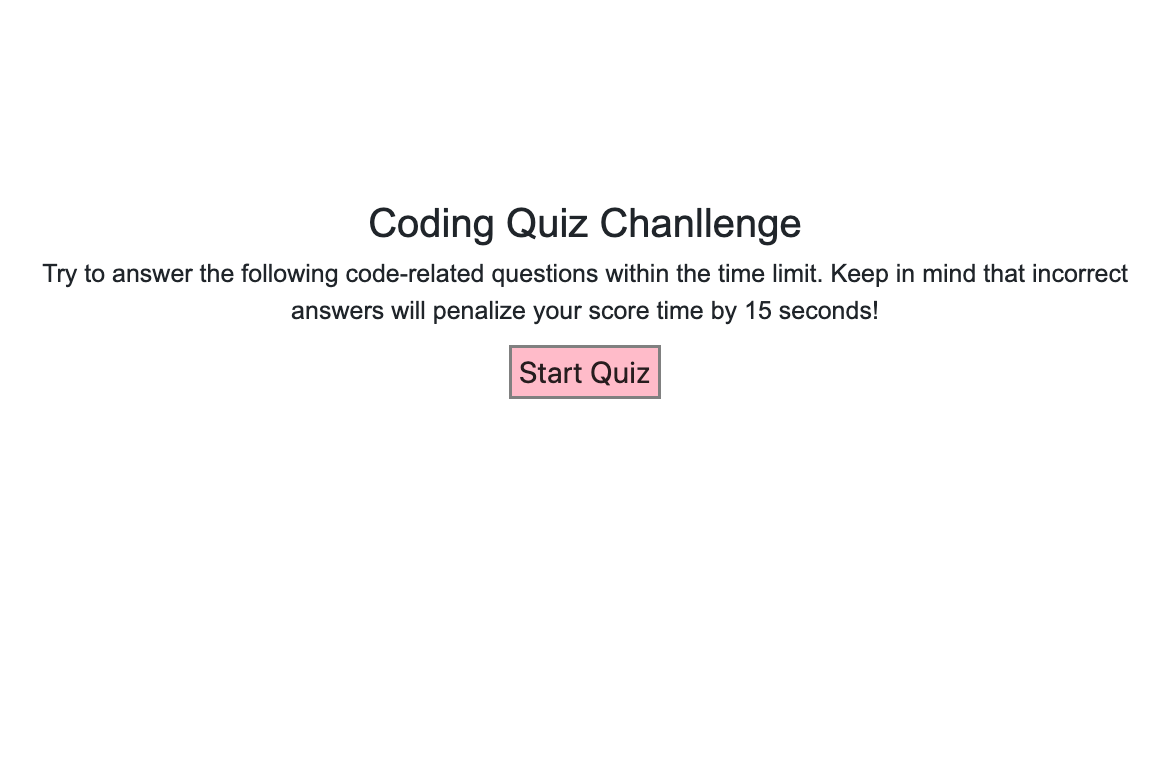 Coding Quiz Chanllenge
Try to answer the following code-related questions within the time limit. Keep in mind that incorrect
answers will penalize your score time by 15 seconds!
Start Quiz